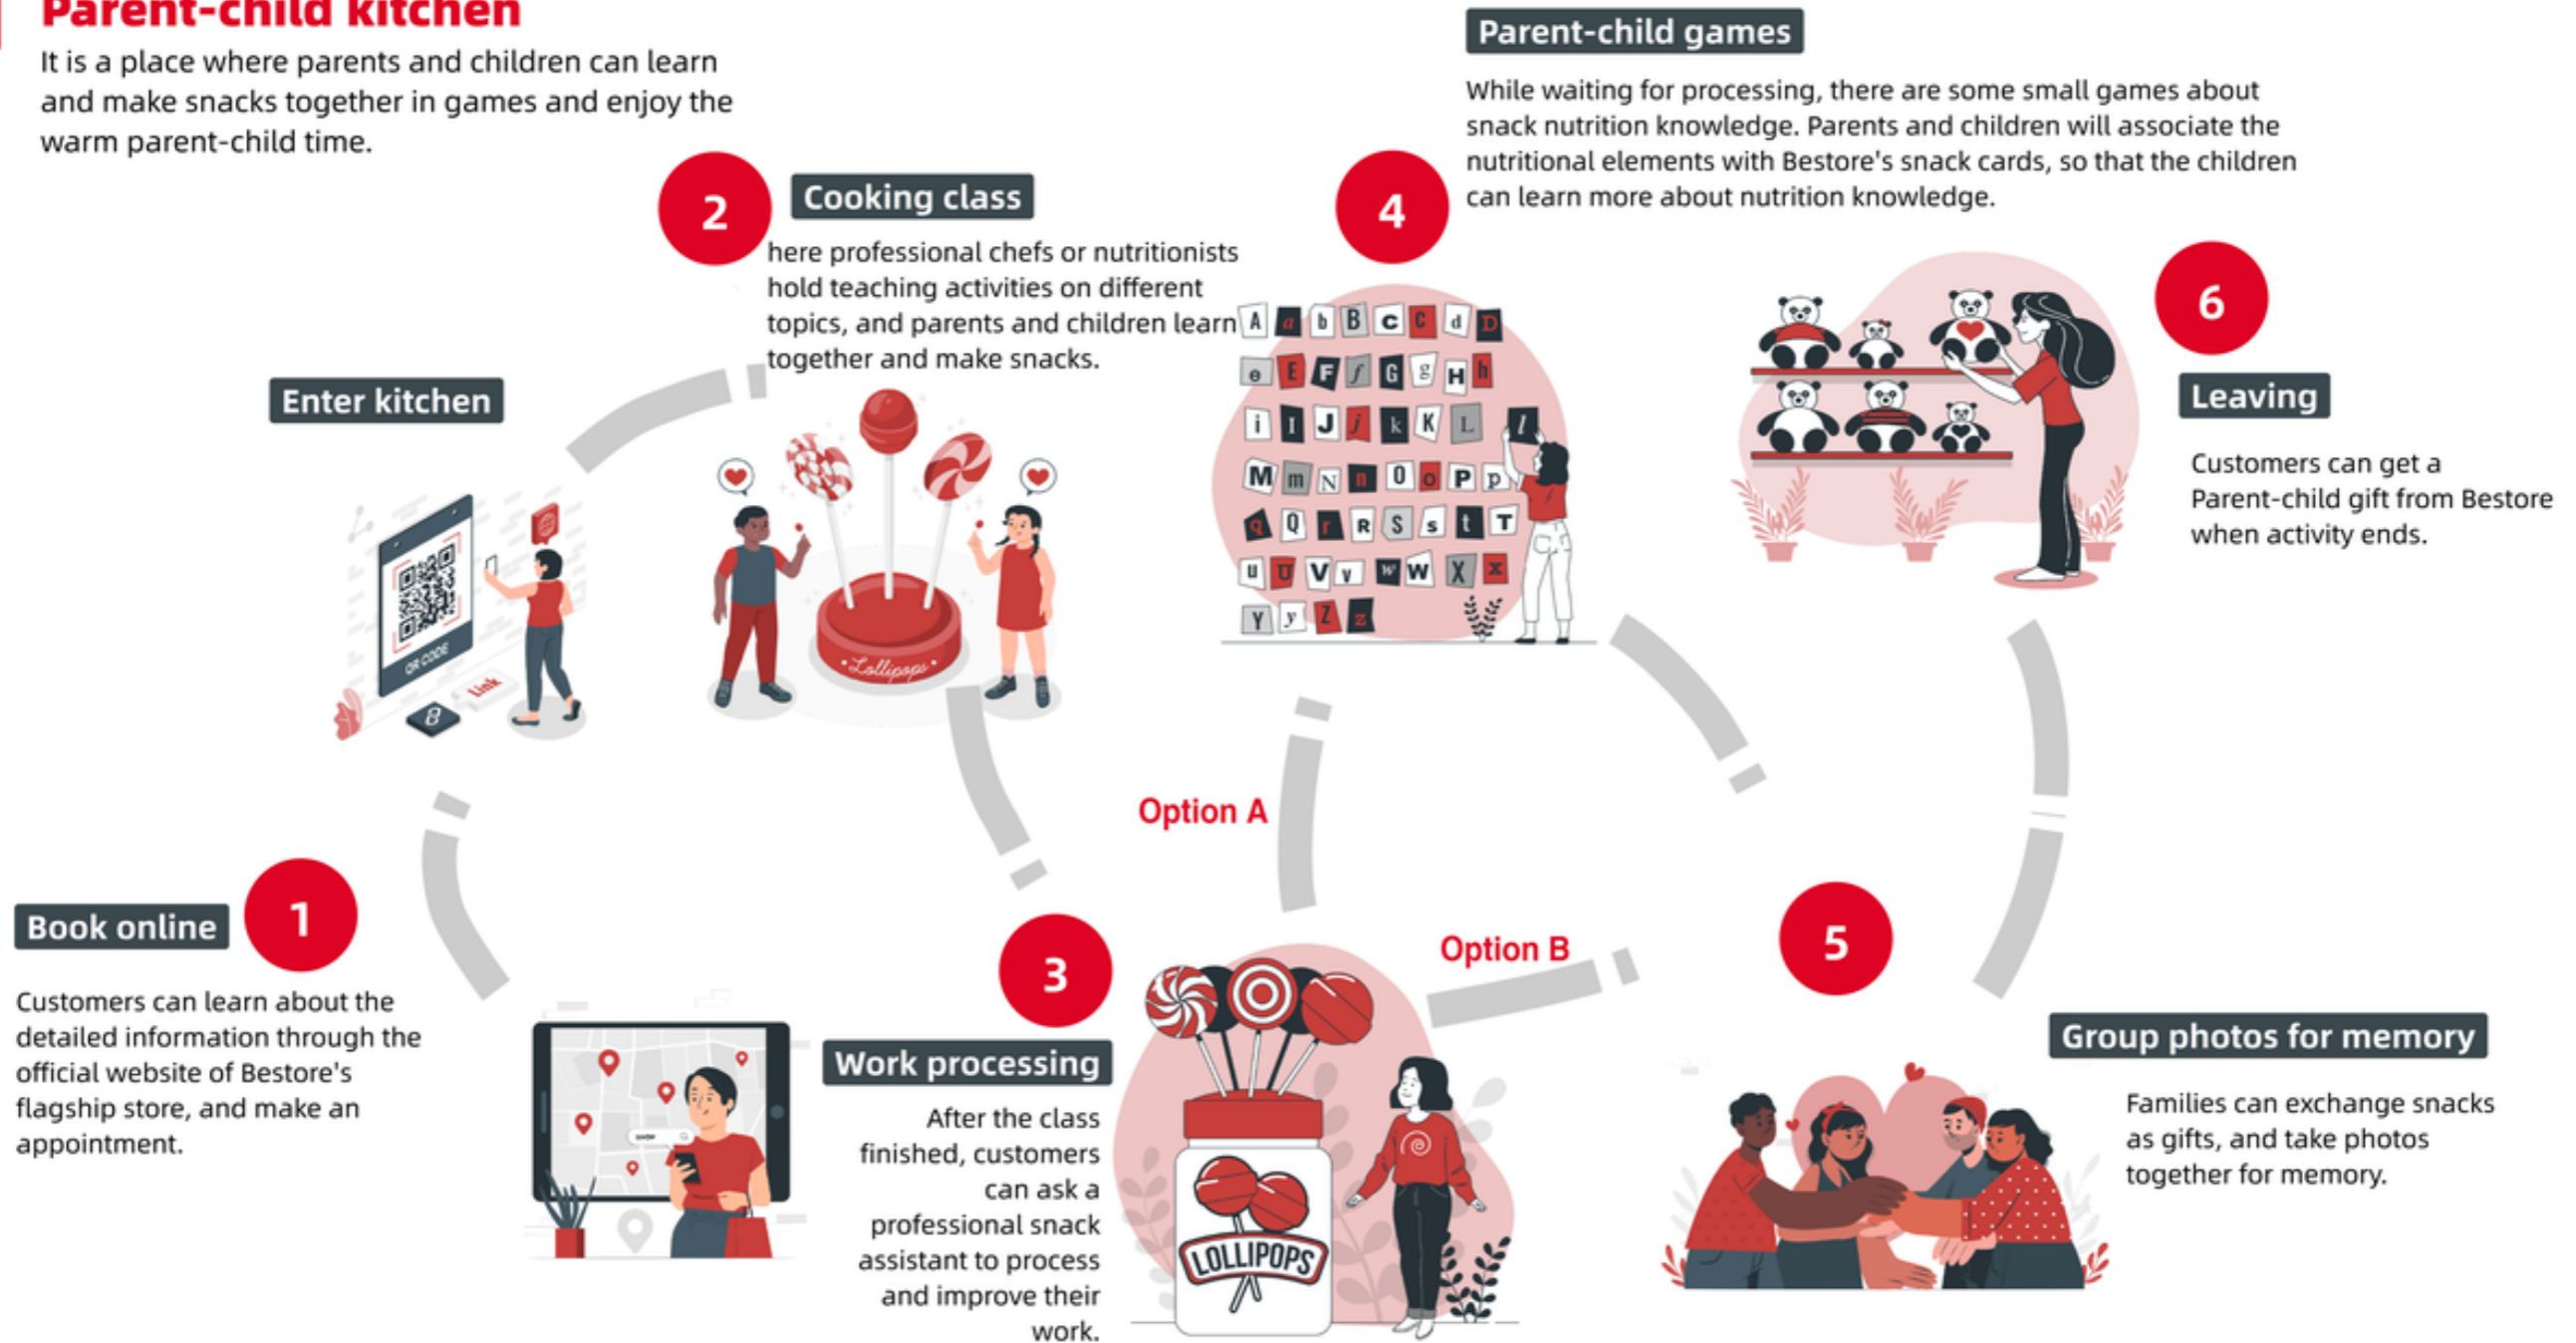 Parent-child kitchen
It is a place where parents and children can learn
and make snacks together in games and enjoy the
warm parent-child time.
1
Book online
Customers can learn about the
detailed information through the
official website of Bestore's
flagship store, and make an
appointment.
SHOP
Enter kitchen
QR CODE
Link
8
2
Cooking class
here professional chefs or nutritionists
hold teaching activities on different
topics, and parents and children learn
together and make snacks.
Lollipops
3
Work processing
After the class
finished, customers
can ask a
professional snack
assistant to process
and improve their
work.
LOLLIPOPS
Option A
Option B
4
Parent-child games
While waiting for processing, there are some small games about
snack nutrition knowledge. Parents and children will associate the
nutritional elements with Bestore's snack cards, so that the children
can learn more about nutrition knowledge.
A a b B c C d D
e E F f G g H h
i I J j k K L l
M m N n O o P p
q Q r R S s t T
u U V v w W X x
Y y Z z
5
Group photos for memory
Families can exchange snacks
as gifts, and take photos
together for memory.
6
Leaving
Customers can get a
Parent-child gift from Bestore
when activity ends.